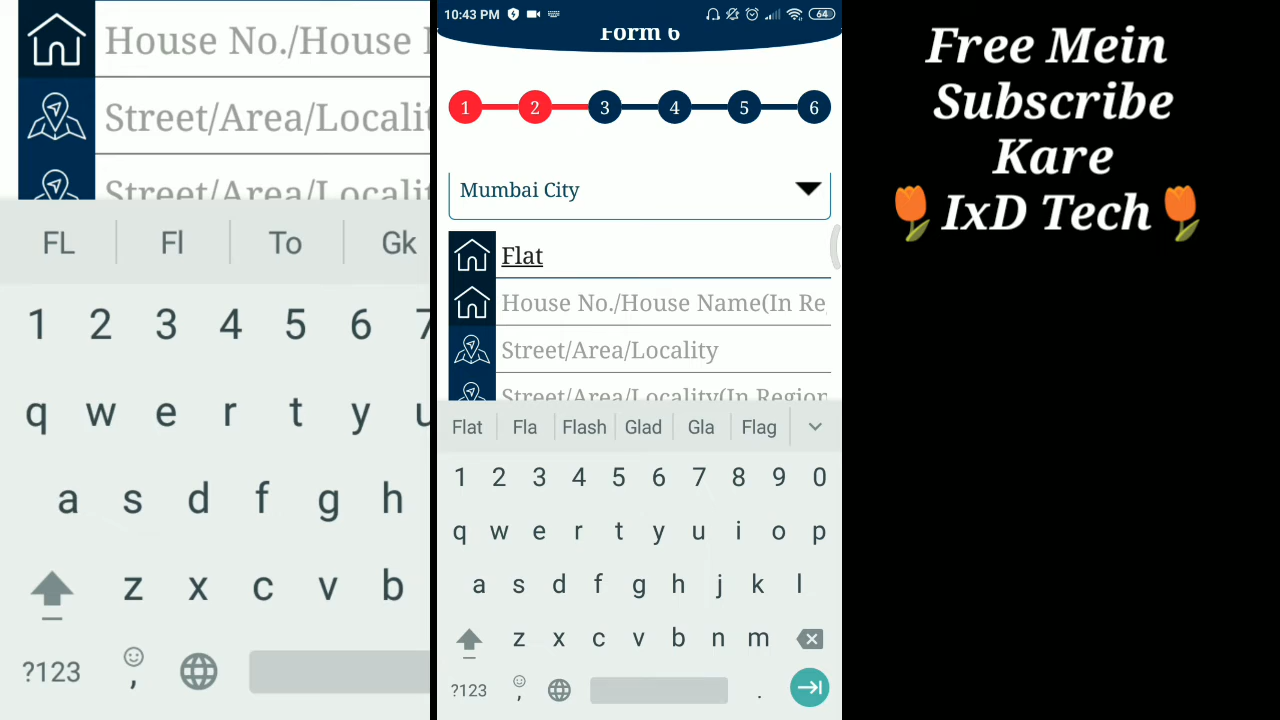 House No./House
Street/Area/Localit
Street/Area/Localit
FL Fl To Gk
1 2 3 4 5 6 7
q w e r t y u
a s d f g h
z x c v b
?123 ,
10:43 PM 64
Form 6
1 2 3 4 5 6
Mumbai City
Flat
House No./House Name(In Re
Street/Area/Locality
Street/Area/Locality(In Region
Flat Fla Flash Glad Gla Flag
1 2 3 4 5 6 7 8 9 0
q w e r t y u i o p
a s d f g h j k l
z x c v b n m
?123 , .
Free Mein
Subscribe
Kare
IxD Tech